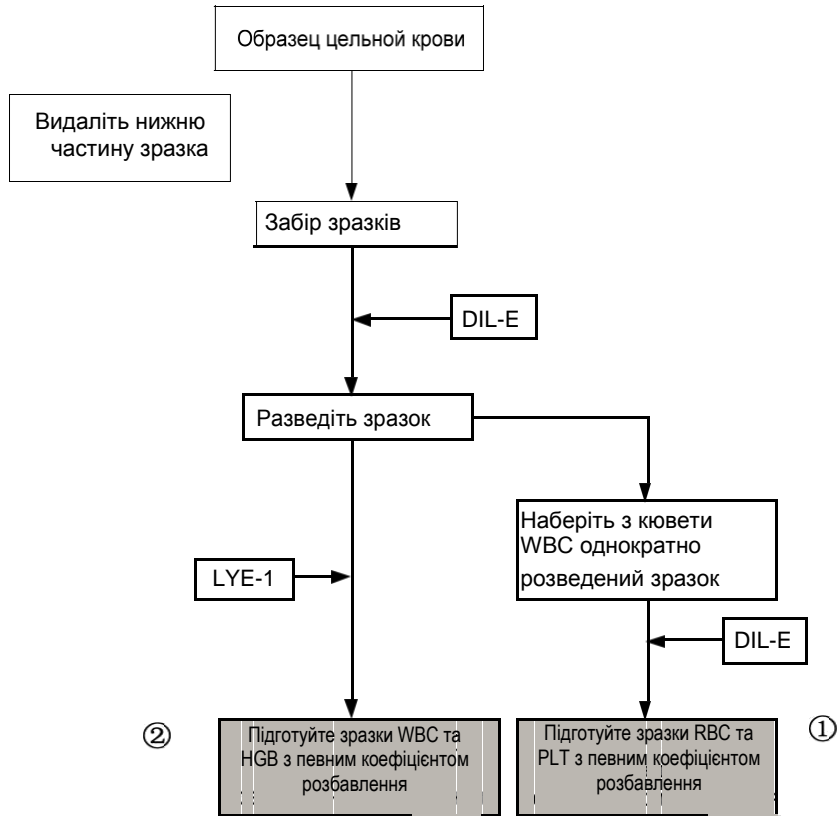 Образец цельной крови
Видаліть нижню
частину зразка
Забір зразків
DIL-E
Разведіть зразок
Наберіть з кювети
WBC однократно
розведений зразок
LYE-1
DIL-E
②
Підготуйте зразки WBC та
HGB з певним коефіцієнтом
розбавлення
Підготуйте зразки RBC та
PLT з певним коефіцієнтом
розбавлення
①